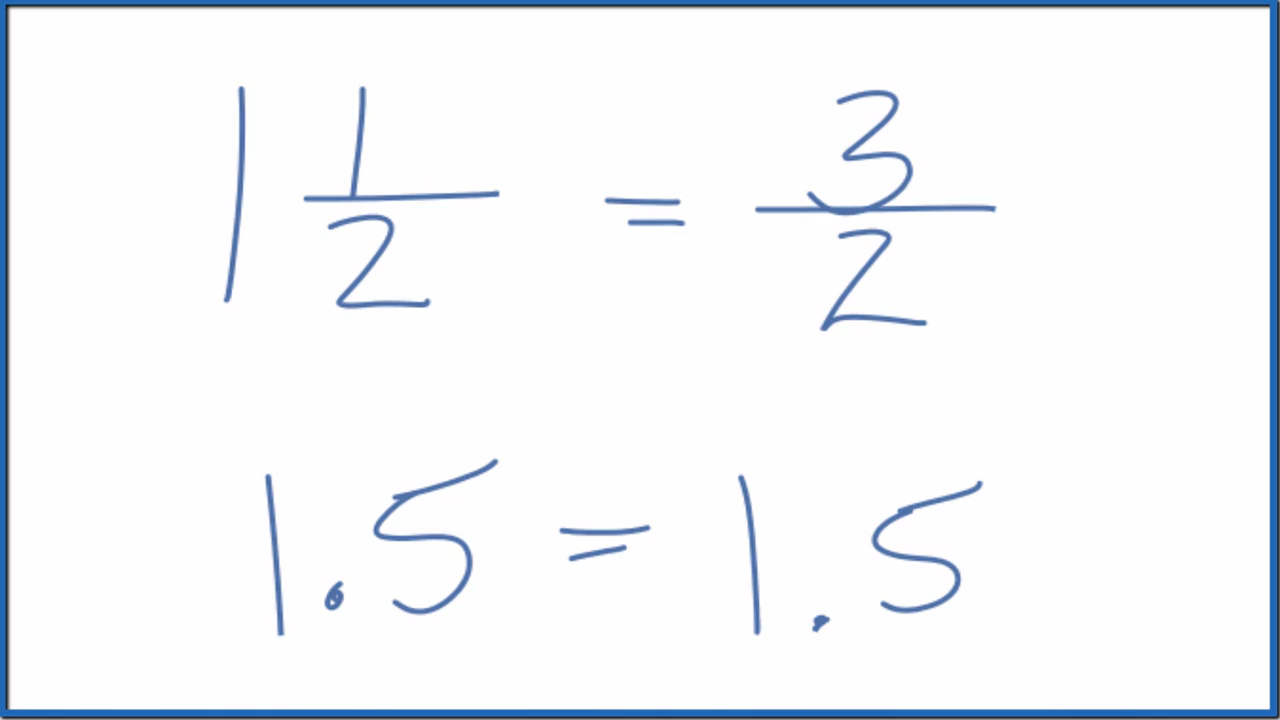 1 1/2 = 3/2
1.5 = 1.5